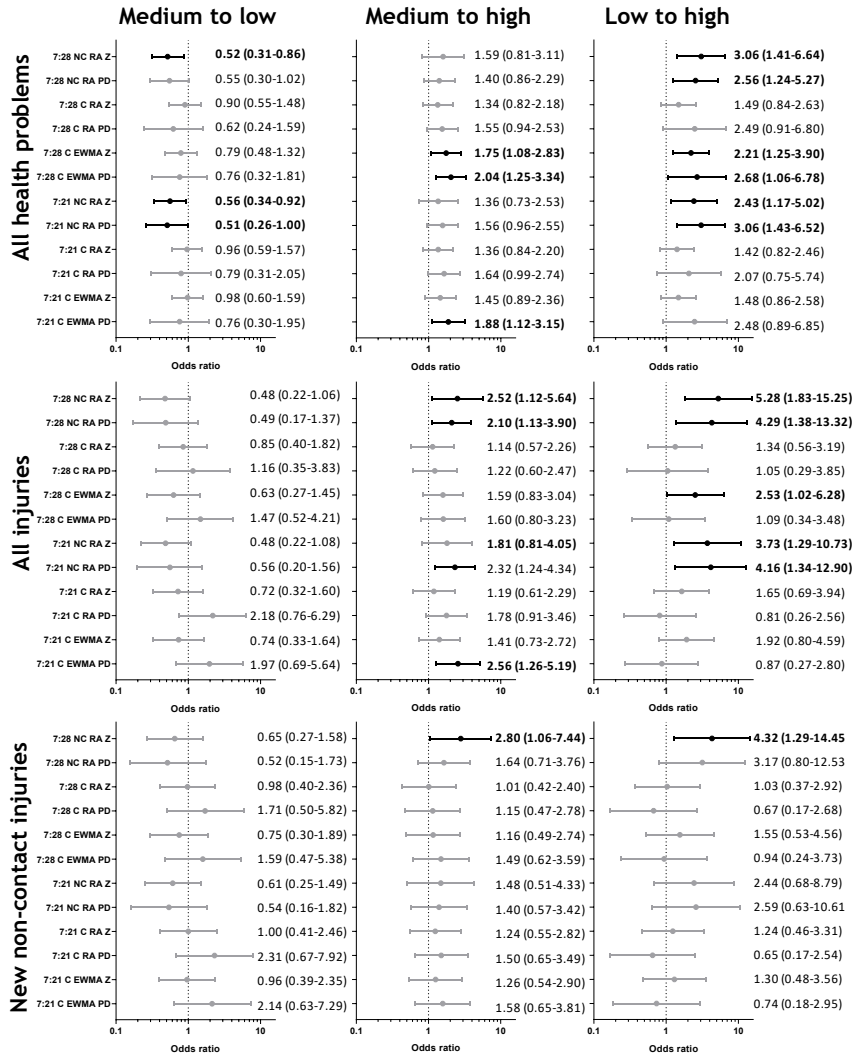 Medium to low Medium to high Low to high
All health problems
7:28 NC RA Z 0.52 (0.31-0.86) 1.59 (0.81-3.11) 3.06 (1.41-6.64)
7:28 NC RA PD 0.55 (0.30-1.02) 1.40 (0.86-2.29) 2.56 (1.24-5.27)
7:28 C RA Z 0.90 (0.55-1.48) 1.34 (0.82-2.18) 1.49 (0.84-2.63)
7:28 C RA PD 0.62 (0.24-1.59) 1.55 (0.94-2.53) 2.49 (0.91-6.80)
7:28 C EWMA Z 0.79 (0.48-1.32) 1.75 (1.08-2.83) 2.21 (1.25-3.90)
7:28 C EWMA PD 0.76 (0.32-1.81) 2.04 (1.25-3.34) 2.68 (1.06-6.78)
7:21 NC RA Z 0.56 (0.34-0.92) 1.36 (0.73-2.53) 2.43 (1.17-5.02)
7:21 NC RA PD 0.51 (0.26-1.00) 1.56 (0.96-2.55) 3.06 (1.43-6.52)
7:21 C RA Z 0.96 (0.59-1.57) 1.36 (0.84-2.20) 1.42 (0.82-2.46)
7:21 C RA PD 0.79 (0.31-2.05) 1.64 (0.99-2.74) 2.07 (0.75-5.74)
7:21 C EWMA Z 0.98 (0.60-1.59) 1.45 (0.89-2.36) 1.48 (0.86-2.58)
7:21 C EWMA PD 0.76 (0.30-1.95) 1.88 (1.12-3.15) 2.48 (0.89-6.85)
0.1 1 10 0.1 1 10 0.1 1 10
Odds ratio Odds ratio Odds ratio
All injuries
7:28 NC RA Z 0.48 (0.22-1.06) 2.52 (1.12-5.64) 5.28 (1.83-15.25)
7:28 NC RA PD 0.49 (0.17-1.37) 2.10 (1.13-3.90) 4.29 (1.38-13.32)
7:28 C RA Z 0.85 (0.40-1.82) 1.14 (0.57-2.26) 1.34 (0.56-3.19)
7:28 C RA PD 1.16 (0.35-3.83) 1.22 (0.60-2.47) 1.05 (0.29-3.85)
7:28 C EWMA Z 0.63 (0.27-1.45) 1.59 (0.83-3.04) 2.53 (1.02-6.28)
7:28 C EWMA PD 1.47 (0.52-4.21) 1.60 (0.80-3.23) 1.09 (0.34-3.48)
7:21 NC RA Z 0.48 (0.22-1.08) 1.81 (0.81-4.05) 3.73 (1.29-10.73)
7:21 NC RA PD 0.56 (0.20-1.56) 2.32 (1.24-4.34) 4.16 (1.34-12.90)
7:21 C RA Z 0.72 (0.32-1.60) 1.19 (0.61-2.29) 1.65 (0.69-3.94)
7:21 C RA PD 2.18 (0.76-6.29) 1.78 (0.91-3.46) 0.81 (0.26-2.56)
7:21 C EWMA Z 0.74 (0.33-1.64) 1.41 (0.73-2.72) 1.92 (0.80-4.59)
7:21 C EWMA PD 1.97 (0.69-5.64) 2.56 (1.26-5.19) 0.87 (0.27-2.80)
0.1 1 10 0.1 1 10 0.1 1 10
Odds ratio Odds ratio Odds ratio
New non-contact injuries
7:28 NC RA Z 0.65 (0.27-1.58) 2.80 (1.06-7.44) 4.32 (1.29-14.45
7:28 NC RA PD 0.52 (0.15-1.73) 1.64 (0.71-3.76) 3.17 (0.80-12.53
7:28 C RA Z 0.98 (0.40-2.36) 1.01 (0.42-2.40) 1.03 (0.37-2.92)
7:28 C RA PD 1.71 (0.50-5.82) 1.15 (0.47-2.78) 0.67 (0.17-2.68)
7:28 C EWMA Z 0.75 (0.30-1.89) 1.16 (0.49-2.74) 1.55 (0.53-4.56)
7:28 C EWMA PD 1.59 (0.47-5.38) 1.49 (0.62-3.59) 0.94 (0.24-3.73)
7:21 NC RA Z 0.61 (0.25-1.49) 1.48 (0.51-4.33) 2.44 (0.68-8.79)
7:21 NC RA PD 0.54 (0.16-1.82) 1.40 (0.57-3.42) 2.59 (0.63-10.61
7:21 C RA Z 1.00 (0.41-2.46) 1.24 (0.55-2.82) 1.24 (0.46-3.31)
7:21 C RA PD 2.31 (0.67-7.92) 1.50 (0.65-3.49) 0.65 (0.17-2.54)
7:21 C EWMA Z 0.96 (0.39-2.35) 1.26 (0.54-2.90) 1.30 (0.48-3.56)
7:21 C EWMA PD 2.14 (0.63-7.29) 1.58 (0.65-3.81) 0.74 (0.18-2.95)
0.1 1 10 0.1 1 10 0.1 1 10
Odds ratio Odds ratio Odds ratio